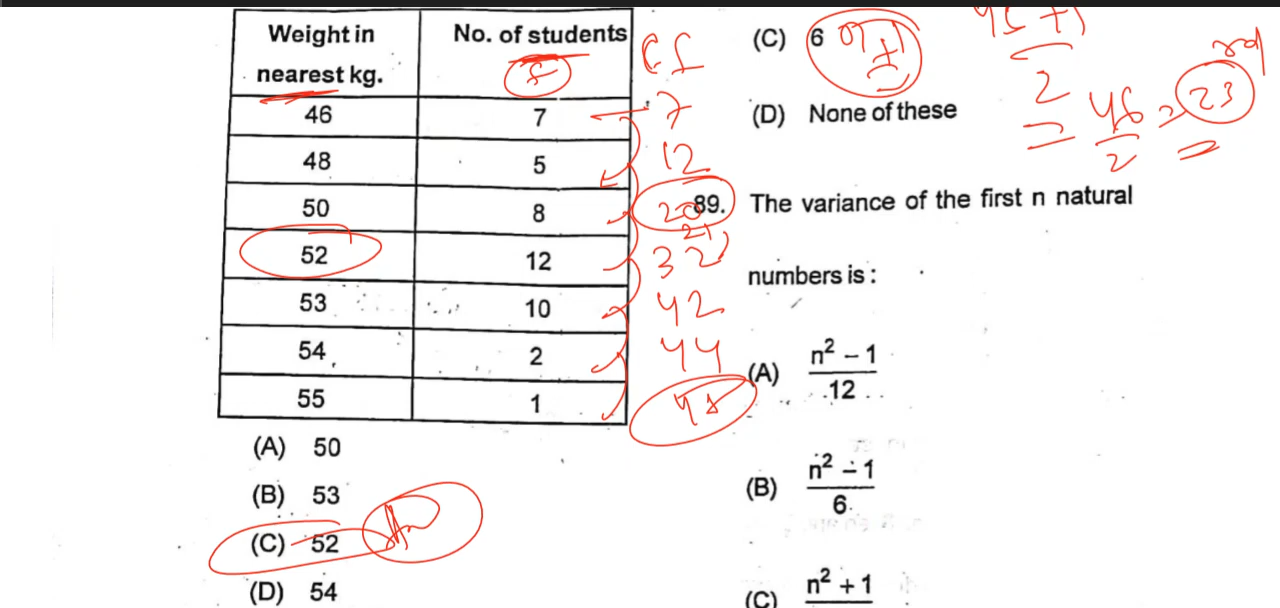 Weight in nearest kg. No. of students
f cf
46 7 7
48 5 12
50 8 20
21
52 12 32
53 10 42
54 2 44
55 1 45
(A) 50
(B) 53
(C) 52 Ans
(D) 54
(C) 6
(D) None of these
45 + 1
2
= 46 = 23 rd
2
=
89. The variance of the first n natural
numbers is :
(A) n² − 1
12
(B) n² − 1
6
(C) n² + 1